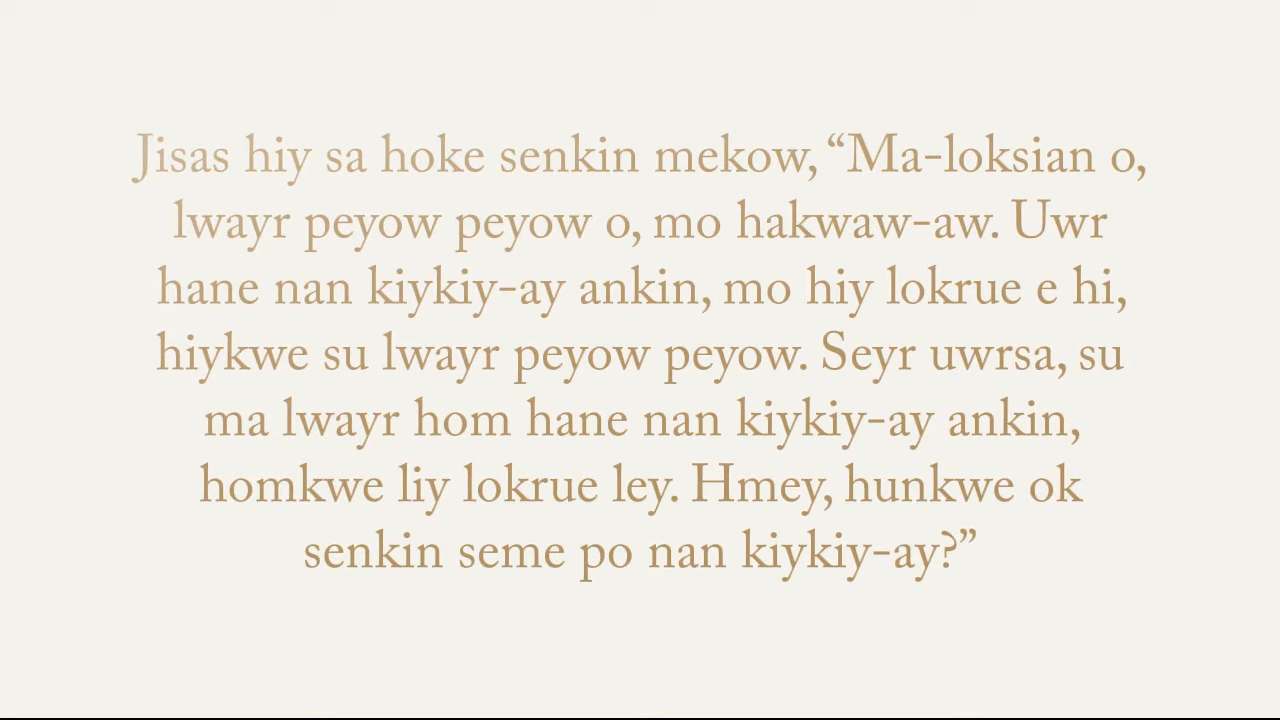 Jisas hiy sa hoke senkin mekow, “Ma-loksian o,
lwayr peyow peyow o, mo hakwaw-aw. Uwr
hane nan kiykiy-ay ankin, mo hiy lokrue e hi,
hiykwe su lwayr peyow peyow. Seyr uwrsa, su
ma lwayr hom hane nan kiykiy-ay ankin,
homkwe liy lokrue ley. Hmey, hunkwe ok
senkin seme po nan kiykiy-ay?”